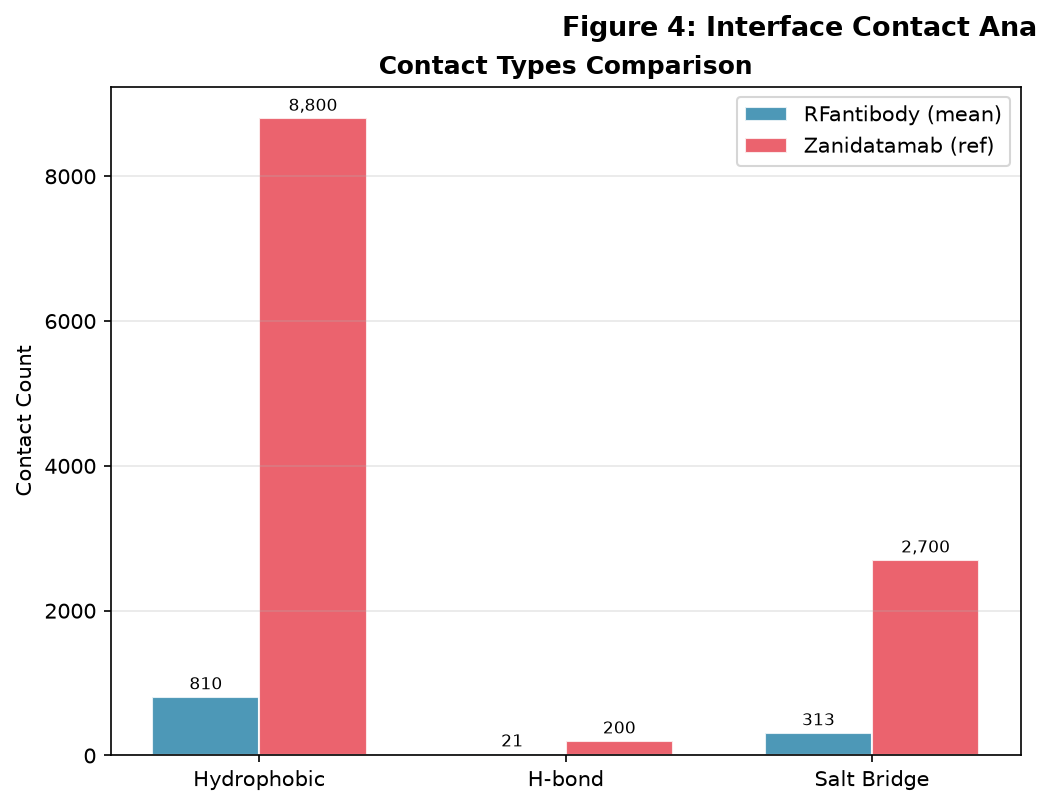 Figure 4: Interface Contact Ana
Contact Types Comparison
8,800
RFantibody (mean)
Zanidatamab (ref)
8000
6000
Contact Count
4000
2,700
2000
810
313
21
200
0
Hydrophobic
H-bond
Salt Bridge